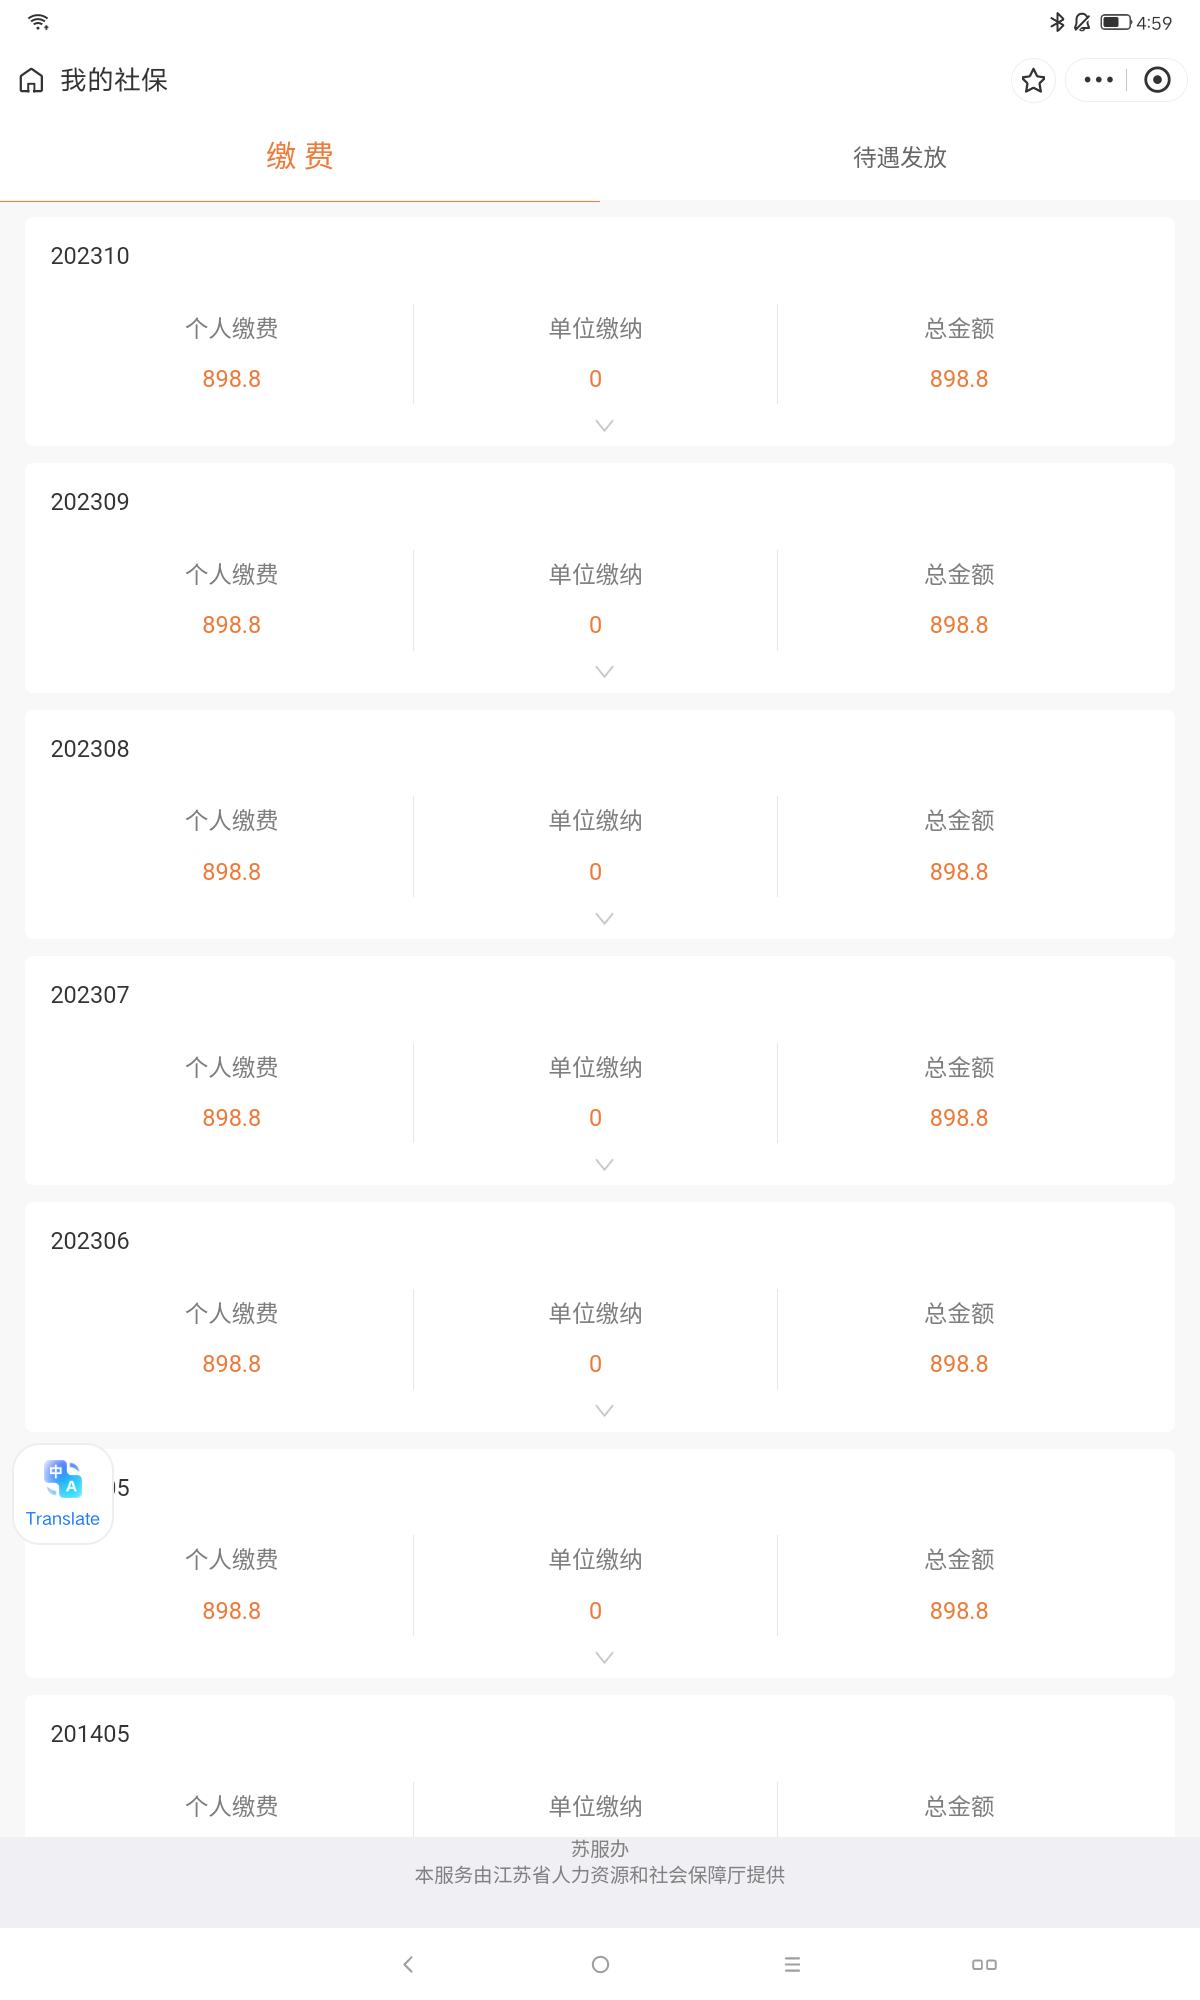 4:59
我的社保
缴费
待遇发放
202310
个人缴费 单位缴纳 总金额
898.8 0 898.8
202309
个人缴费 单位缴纳 总金额
898.8 0 898.8
202308
个人缴费 单位缴纳 总金额
898.8 0 898.8
202307
个人缴费 单位缴纳 总金额
898.8 0 898.8
202306
个人缴费 单位缴纳 总金额
898.8 0 898.8
中 A
Translate
个人缴费 单位缴纳 总金额
898.8 0 898.8
201405
个人缴费 单位缴纳 总金额
苏服办
本服务由江苏省人力资源和社会保障厅提供